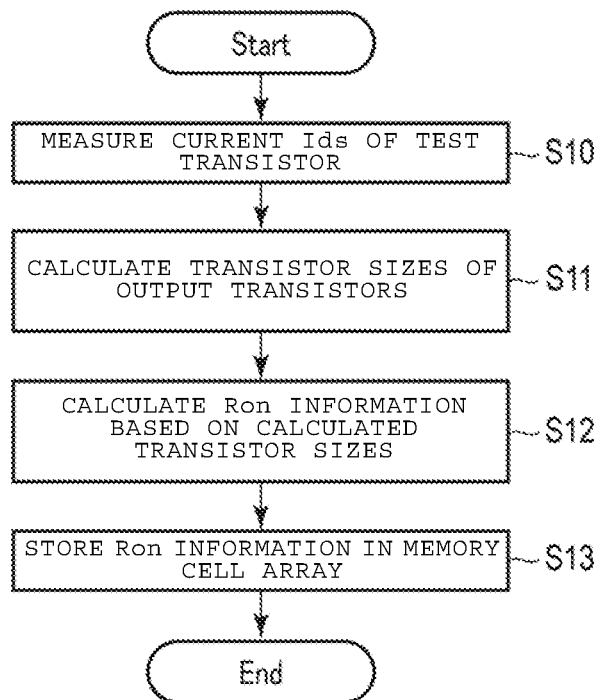 Start
MEASURE CURRENT Ids OF TEST
TRANSISTOR
S10
CALCULATE TRANSISTOR SIZES OF
OUTPUT TRANSISTORS
S11
CALCULATE Ron INFORMATION
BASED ON CALCULATED
TRANSISTOR SIZES
S12
STORE Ron INFORMATION IN MEMORY
CELL ARRAY
S13
End